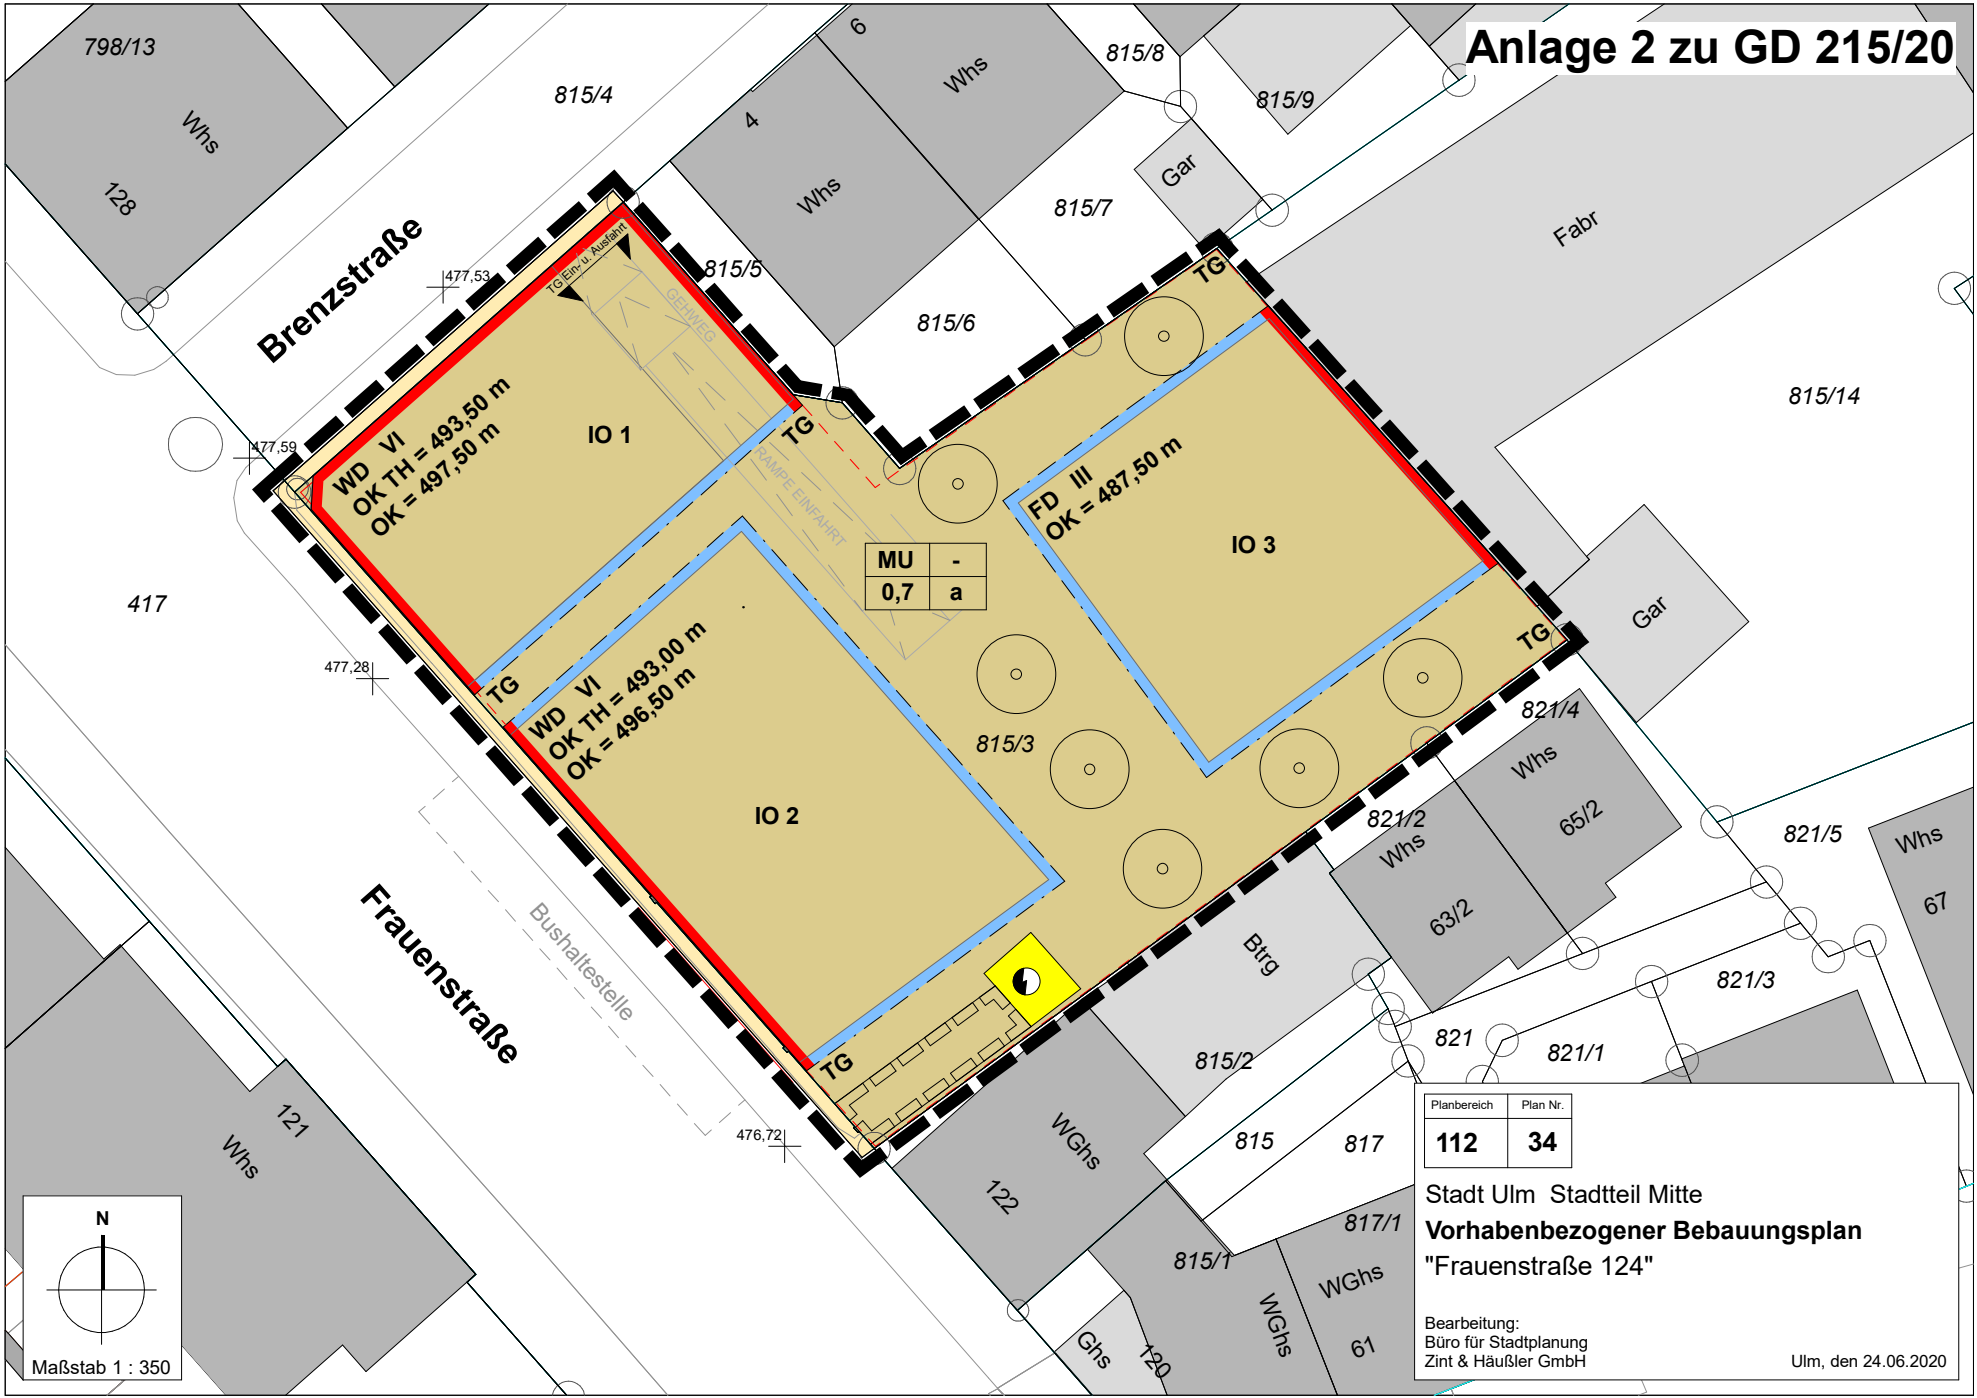 Anlage 2 zu GD 215/20
798/13
Whs
128
815/4
6
Whs
4
Whs
815/8
815/9
Gar
815/7
Fabr
815/5
815/6
815/14
Brenzstraße
477,53
477,59
TG Ein- u. Ausfahrt
GEHWEG
RAMPE EINFAHRT
TG
WD VI
OK TH = 493,50 m
OK = 497,50 m
IO 1
TG
FD III
OK = 487,50 m
IO 3
MU -
0,7 a
417
477,28
TG
WD VI
OK TH = 493,00 m
OK = 496,50 m
IO 2
815/3
TG
Gar
821/4
Whs
65/2
821/2
Whs
63/2
821/5
Whs
67
Frauenstraße
Bushaltestelle
Btrg
821/3
TG
815/2
821
821/1
476,72
121
Whs
WGhs
122
815
817
817/1
815/1
WGhs
WGhs
61
Ghs
120
N
Maßstab 1 : 350
Planbereich Plan Nr.
112 34
Stadt Ulm Stadtteil Mitte
Vorhabenbezogener Bebauungsplan
"Frauenstraße 124"
Bearbeitung:
Büro für Stadtplanung
Zint & Häußler GmbH
Ulm, den 24.06.2020